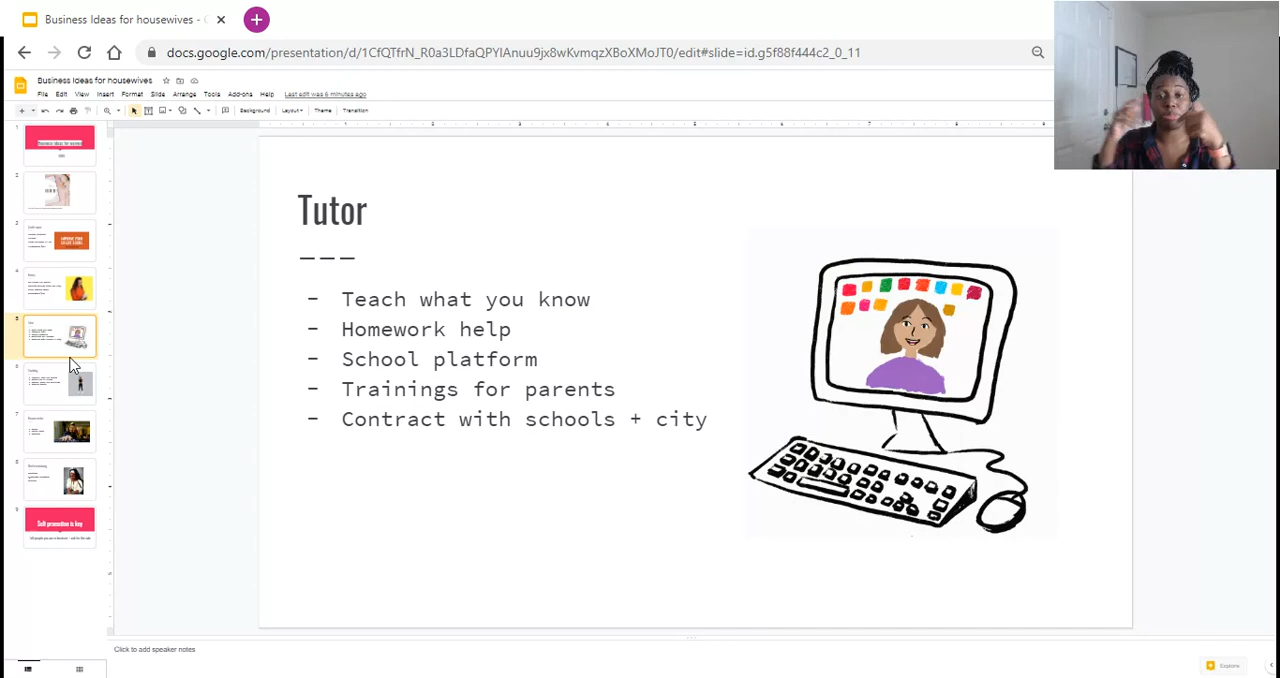 Business Ideas for housewives -
docs.google.com/presentation/d/1CfQTfrN_R0a3LDfaQPYIAnuu9jx8wKvmqzXBoXMoJT0/edit#slide=id.g5f88f444c2_0_11
Business Ideas for housewives
File Edit View Insert Format Slide Arrange Tools Add-ons Help Last edit was 6 minutes ago
Background Layout Theme Transition
Tutor
- Teach what you know
- Homework help
- School platform
- Trainings for parents
- Contract with schools + city
Self promotion is key
Click to add speaker notes
Explore